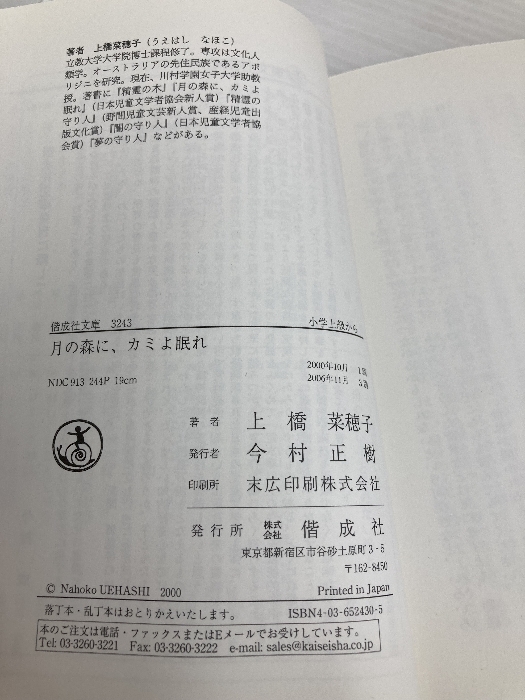 著者　上橋菜穂子（うえはし　なほこ）
立教大学大学院博士課程修了。専攻は文化人
類学。オーストラリアの先住民族であるアボ
リジニを研究。現在、川村学園女子大学助教
授。著書に『精霊の木』『月の森に、カミよ
眠れ』（日本児童文学者協会新人賞）『精霊の
守り人』（野間児童文芸新人賞、産経児童出
版文化賞）『闇の守り人』（日本児童文学者協
会賞）『夢の守り人』などがある。
偕成社文庫　3243
小学上級から
月の森に、カミよ眠れ
NDC 913 244P 19cm
2000年10月　1刷
2006年11月　3刷
著者　上橋菜穂子
発行者　今村正樹
印刷所　末広印刷株式会社
発行所　株式会社　偕成社
東京都新宿区市谷砂土原町3-5
〒162-8450
© Nahoko UEHASHI 2000
Printed in Japan
落丁本・乱丁本はおとりかえいたします。
ISBN4-03-652430-5
本のご注文は電話・ファックスまたはEメールでお受けしています。
Tel: 03-3260-3221　Fax: 03-3260-3222　e-mail: sales@kaiseisha.co.jp